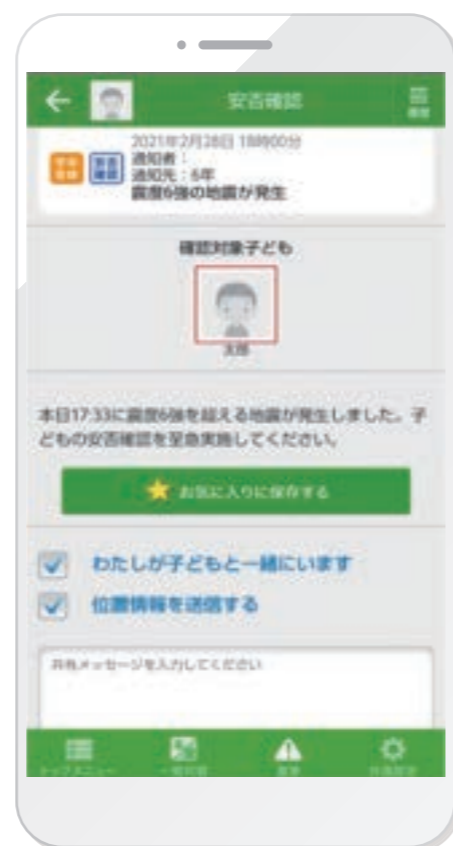 安否確認
2021年2月28日 18時00分
通知者：
通知先：6年
震度6強の地震が発生
確認対象子ども
太郎
本日17:33に震度6強を超える地震が発生しました。子
どもの安否確認を至急実施してください。
お気に入りに保存する
わたしが子どもと一緒にいます
位置情報を送信する
共有メッセージを入力してください
トップメニュー